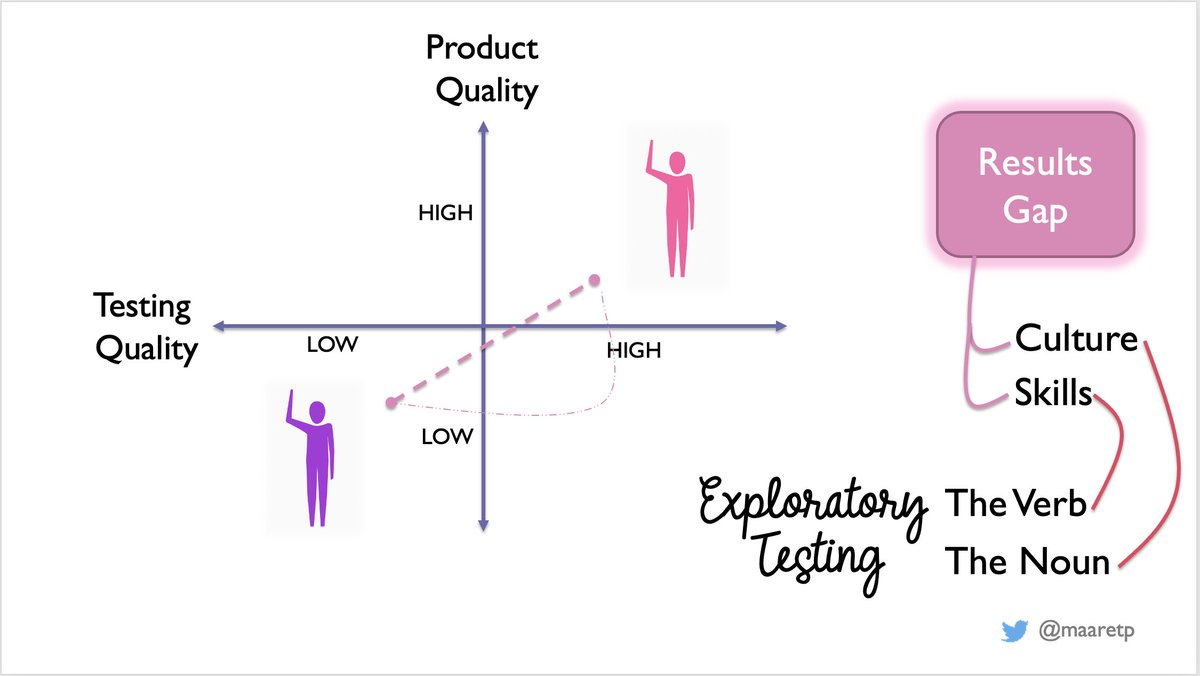 Product
Quality
HIGH
Testing
Quality
LOW
HIGH
LOW
Results
Gap
Culture
Skills
Exploratory
Testing
The Verb
The Noun
@maaretp